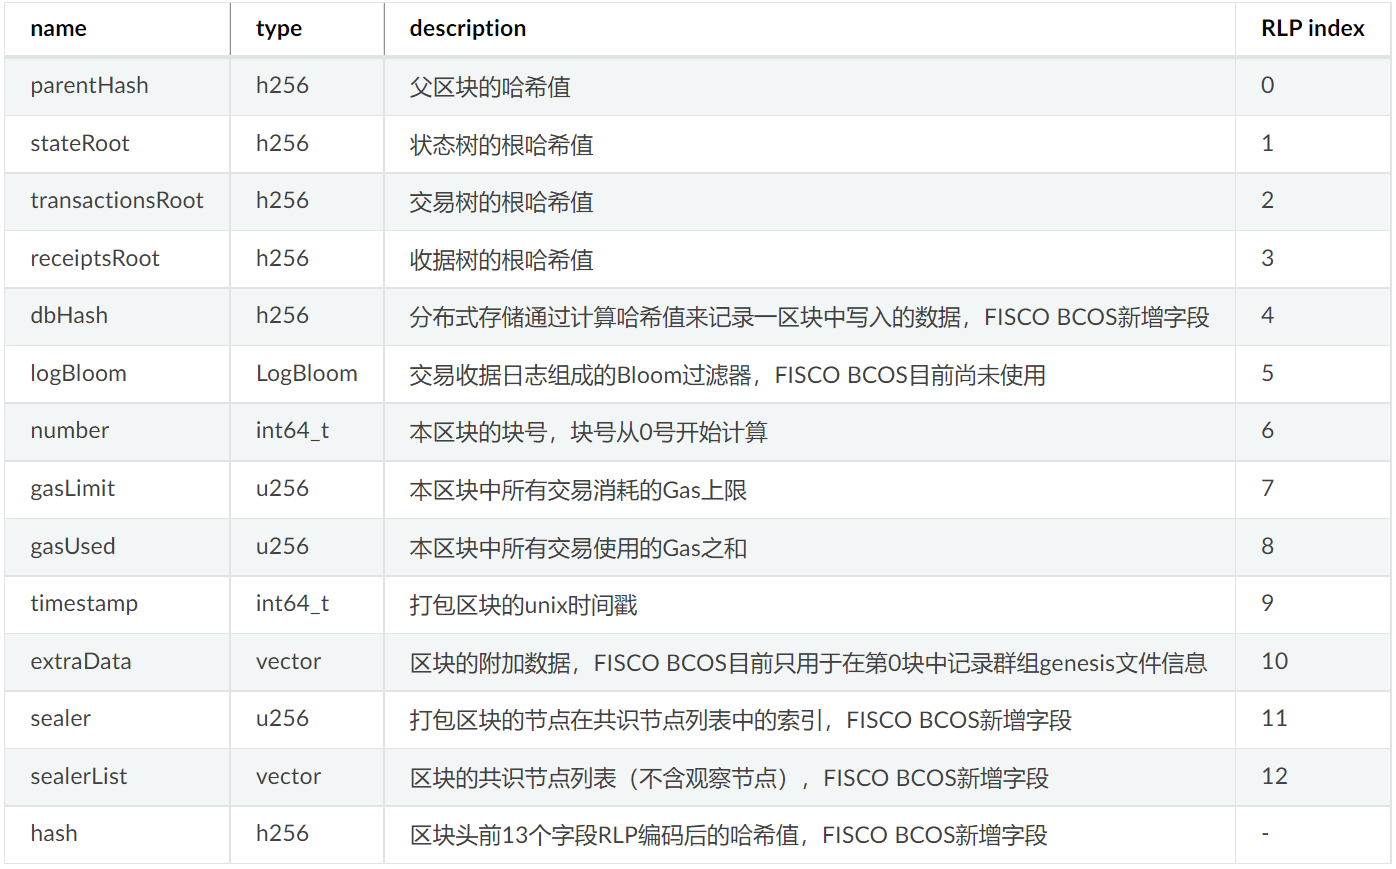 name type description RLP index
parentHash h256 父区块的哈希值 0
stateRoot h256 状态树的根哈希值 1
transactionsRoot h256 交易树的根哈希值 2
receiptsRoot h256 收据树的根哈希值 3
dbHash h256 分布式存储通过计算哈希值来记录一区块中写入的数据，FISCO BCOS新增字段 4
logBloom LogBloom 交易收据日志组成的Bloom过滤器，FISCO BCOS目前尚未使用 5
number int64_t 本区块的块号，块号从0号开始计算 6
gasLimit u256 本区块中所有交易消耗的Gas上限 7
gasUsed u256 本区块中所有交易使用的Gas之和 8
timestamp int64_t 打包区块的unix时间戳 9
extraData vector 区块的附加数据，FISCO BCOS目前只用于在第0块中记录群组genesis文件信息 10
sealer u256 打包区块的节点在共识节点列表中的索引，FISCO BCOS新增字段 11
sealerList vector 区块的共识节点列表（不含观察节点），FISCO BCOS新增字段 12
hash h256 区块头前13个字段RLP编码后的哈希值，FISCO BCOS新增字段 -